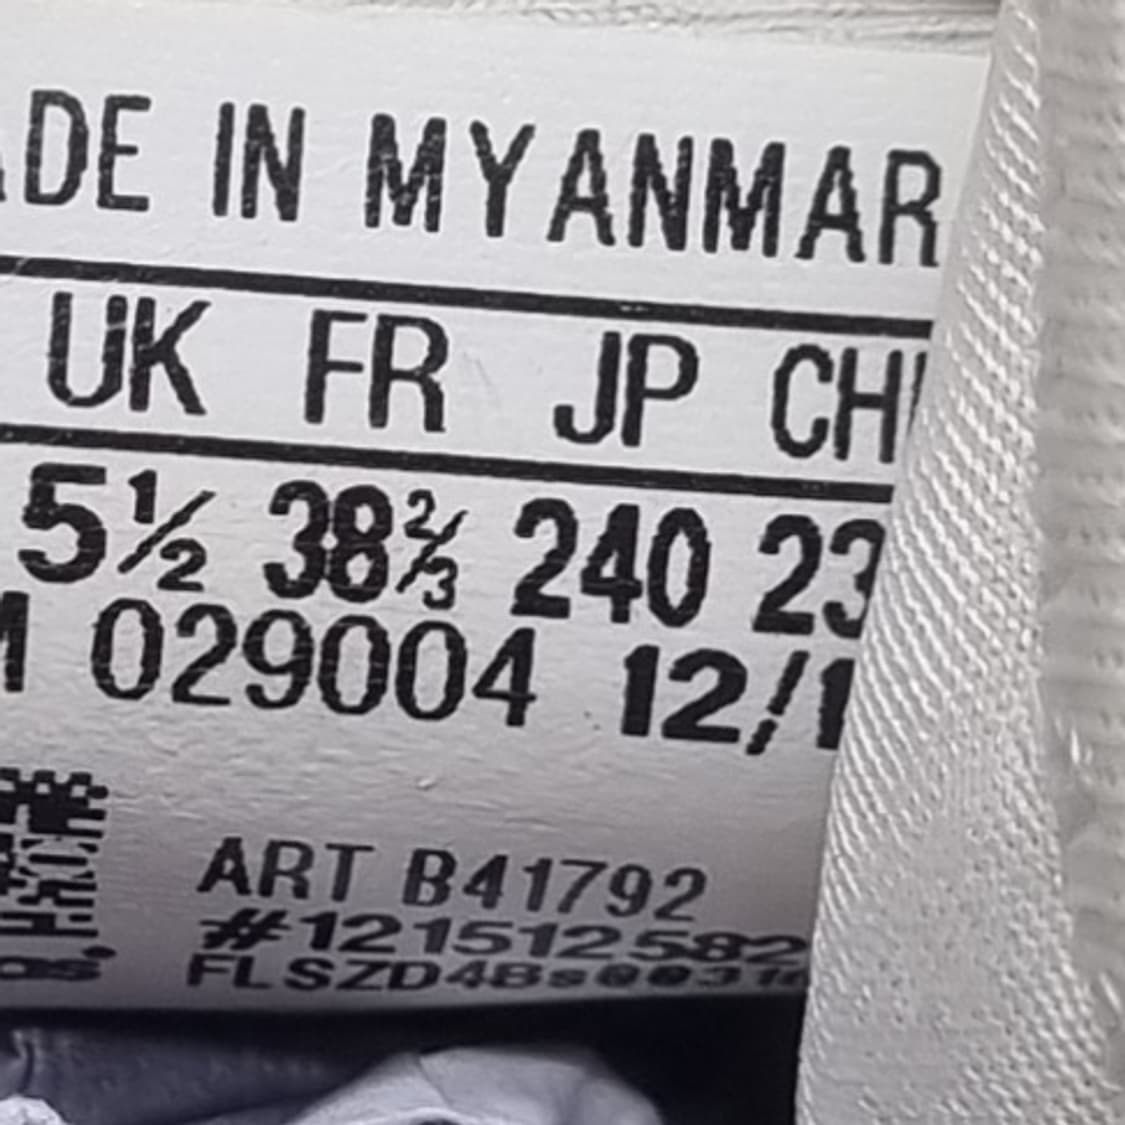 ADE IN MYANMAR
UK FR JP CH
5½ 38⅔ 240 23
M 029004 12/1
ART B41792
#121512582
FLSZD4B